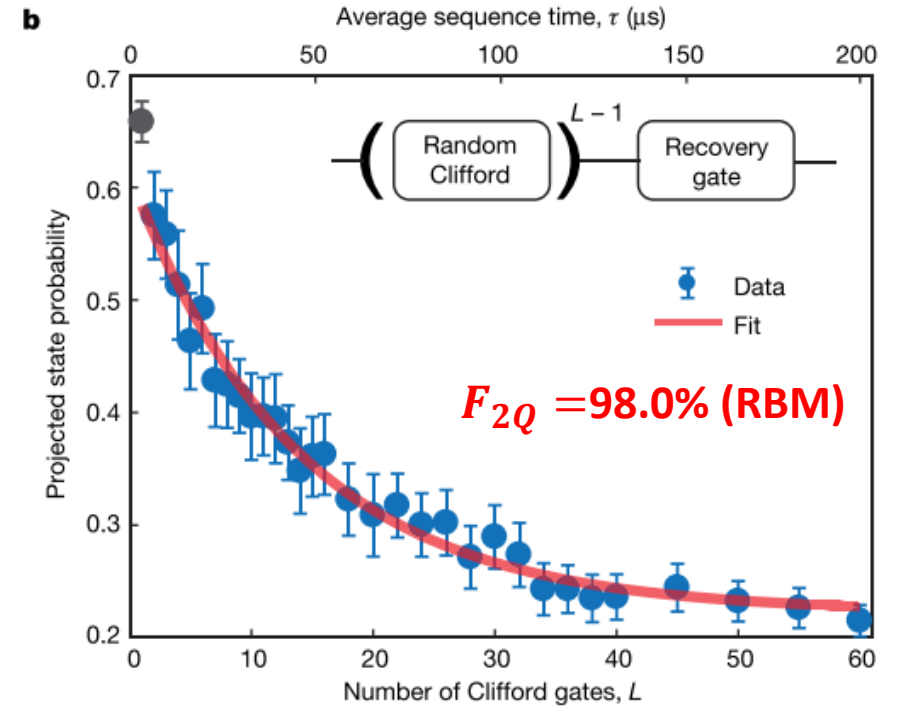 b
Average sequence time, τ (μs)
0 50 100 150 200
0.7
0.6
0.5
0.4
0.3
0.2
Projected state probability
L − 1
( Random
Clifford )
Recovery
gate
Data
Fit
F2Q =98.0% (RBM)
0 10 20 30 40 50 60
Number of Clifford gates, L